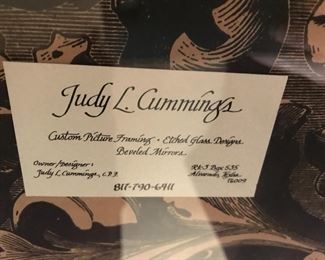 Judy L. Cummings
Custom Picture Framing • Etched Glass Designs
Beveled Mirrors
Owner/Designer:
Judy L. Cummings, C.P.F.
Rt. 3 Box 535
Alvarado, Texas
76009
817-790-6411